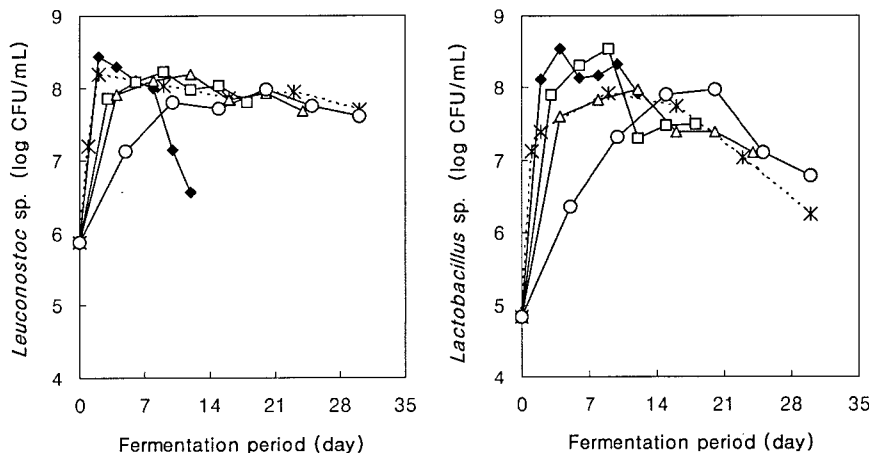 Leuconostoc sp. (log CFU/mL)
9
8
7
6
5
4
0 7 14 21 28 35
Fermentation period (day)
Lactobacillus sp. (log CFU/mL)
9
8
7
6
5
4
0 7 14 21 28 35
Fermentation period (day)